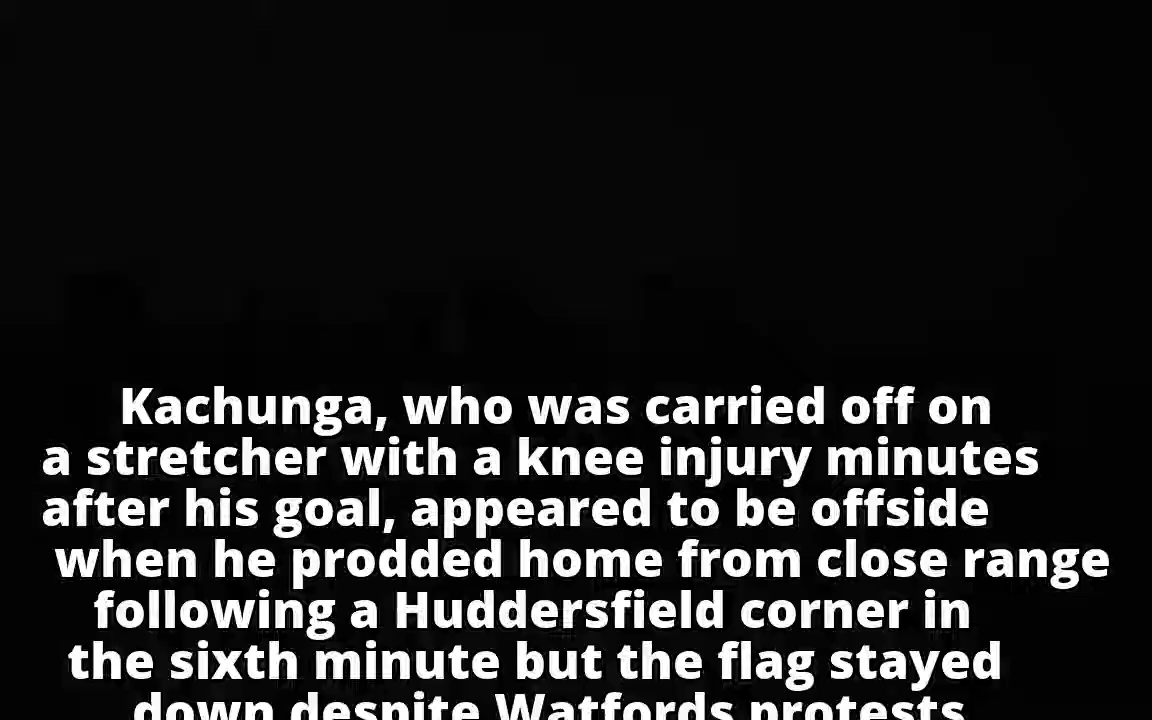 Kachunga, who was carried off on
a stretcher with a knee injury minutes
after his goal, appeared to be offside
when he prodded home from close range
following a Huddersfield corner in
the sixth minute but the flag stayed
down despite Watfords protests